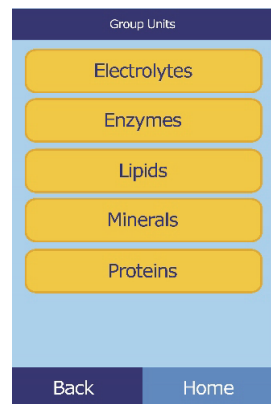 Group Units
Electrolytes
Enzymes
Lipids
Minerals
Proteins
Back Home